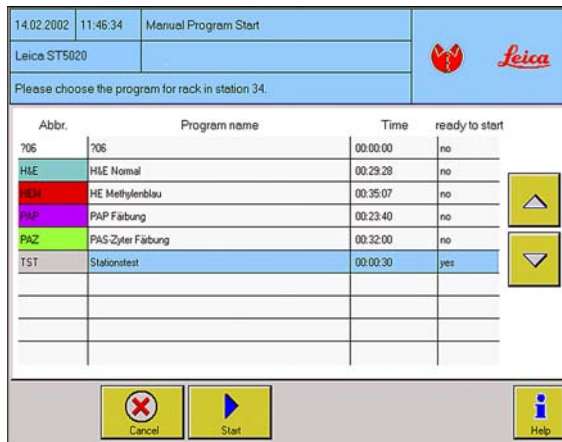 14.02.2002 11:46:34 Manual Program Start
Leica ST5020
Leica
Please choose the program for rack in station 34.
Abbr. Program name Time ready to start
?06 ?06 00:00:00 no
H&E H&E Normal 00:29:28 no
HEM HE Methylenblau 00:35:07 no
PAP PAP Färbung 00:23:40 no
PAZ PAS-Zyter Färbung 00:32:00 no
TST Stationstest 00:00:30 yes
Cancel Start Help